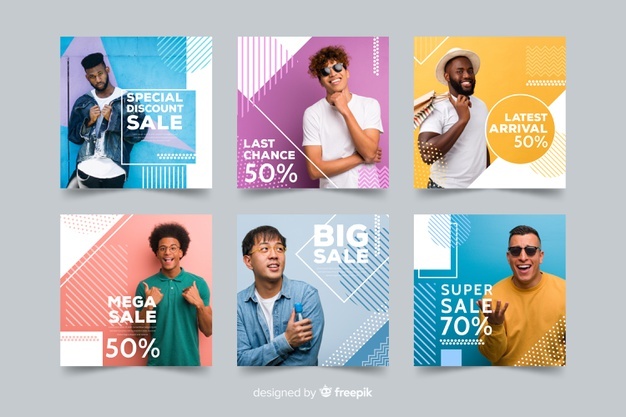 SPECIAL
DISCOUNT
SALE
LAST
CHANCE
50%
LATEST
ARRIVAL
50%
MEGA
SALE
50%
BIG
SALE
SUPER
SALE
70%
designed by freepik